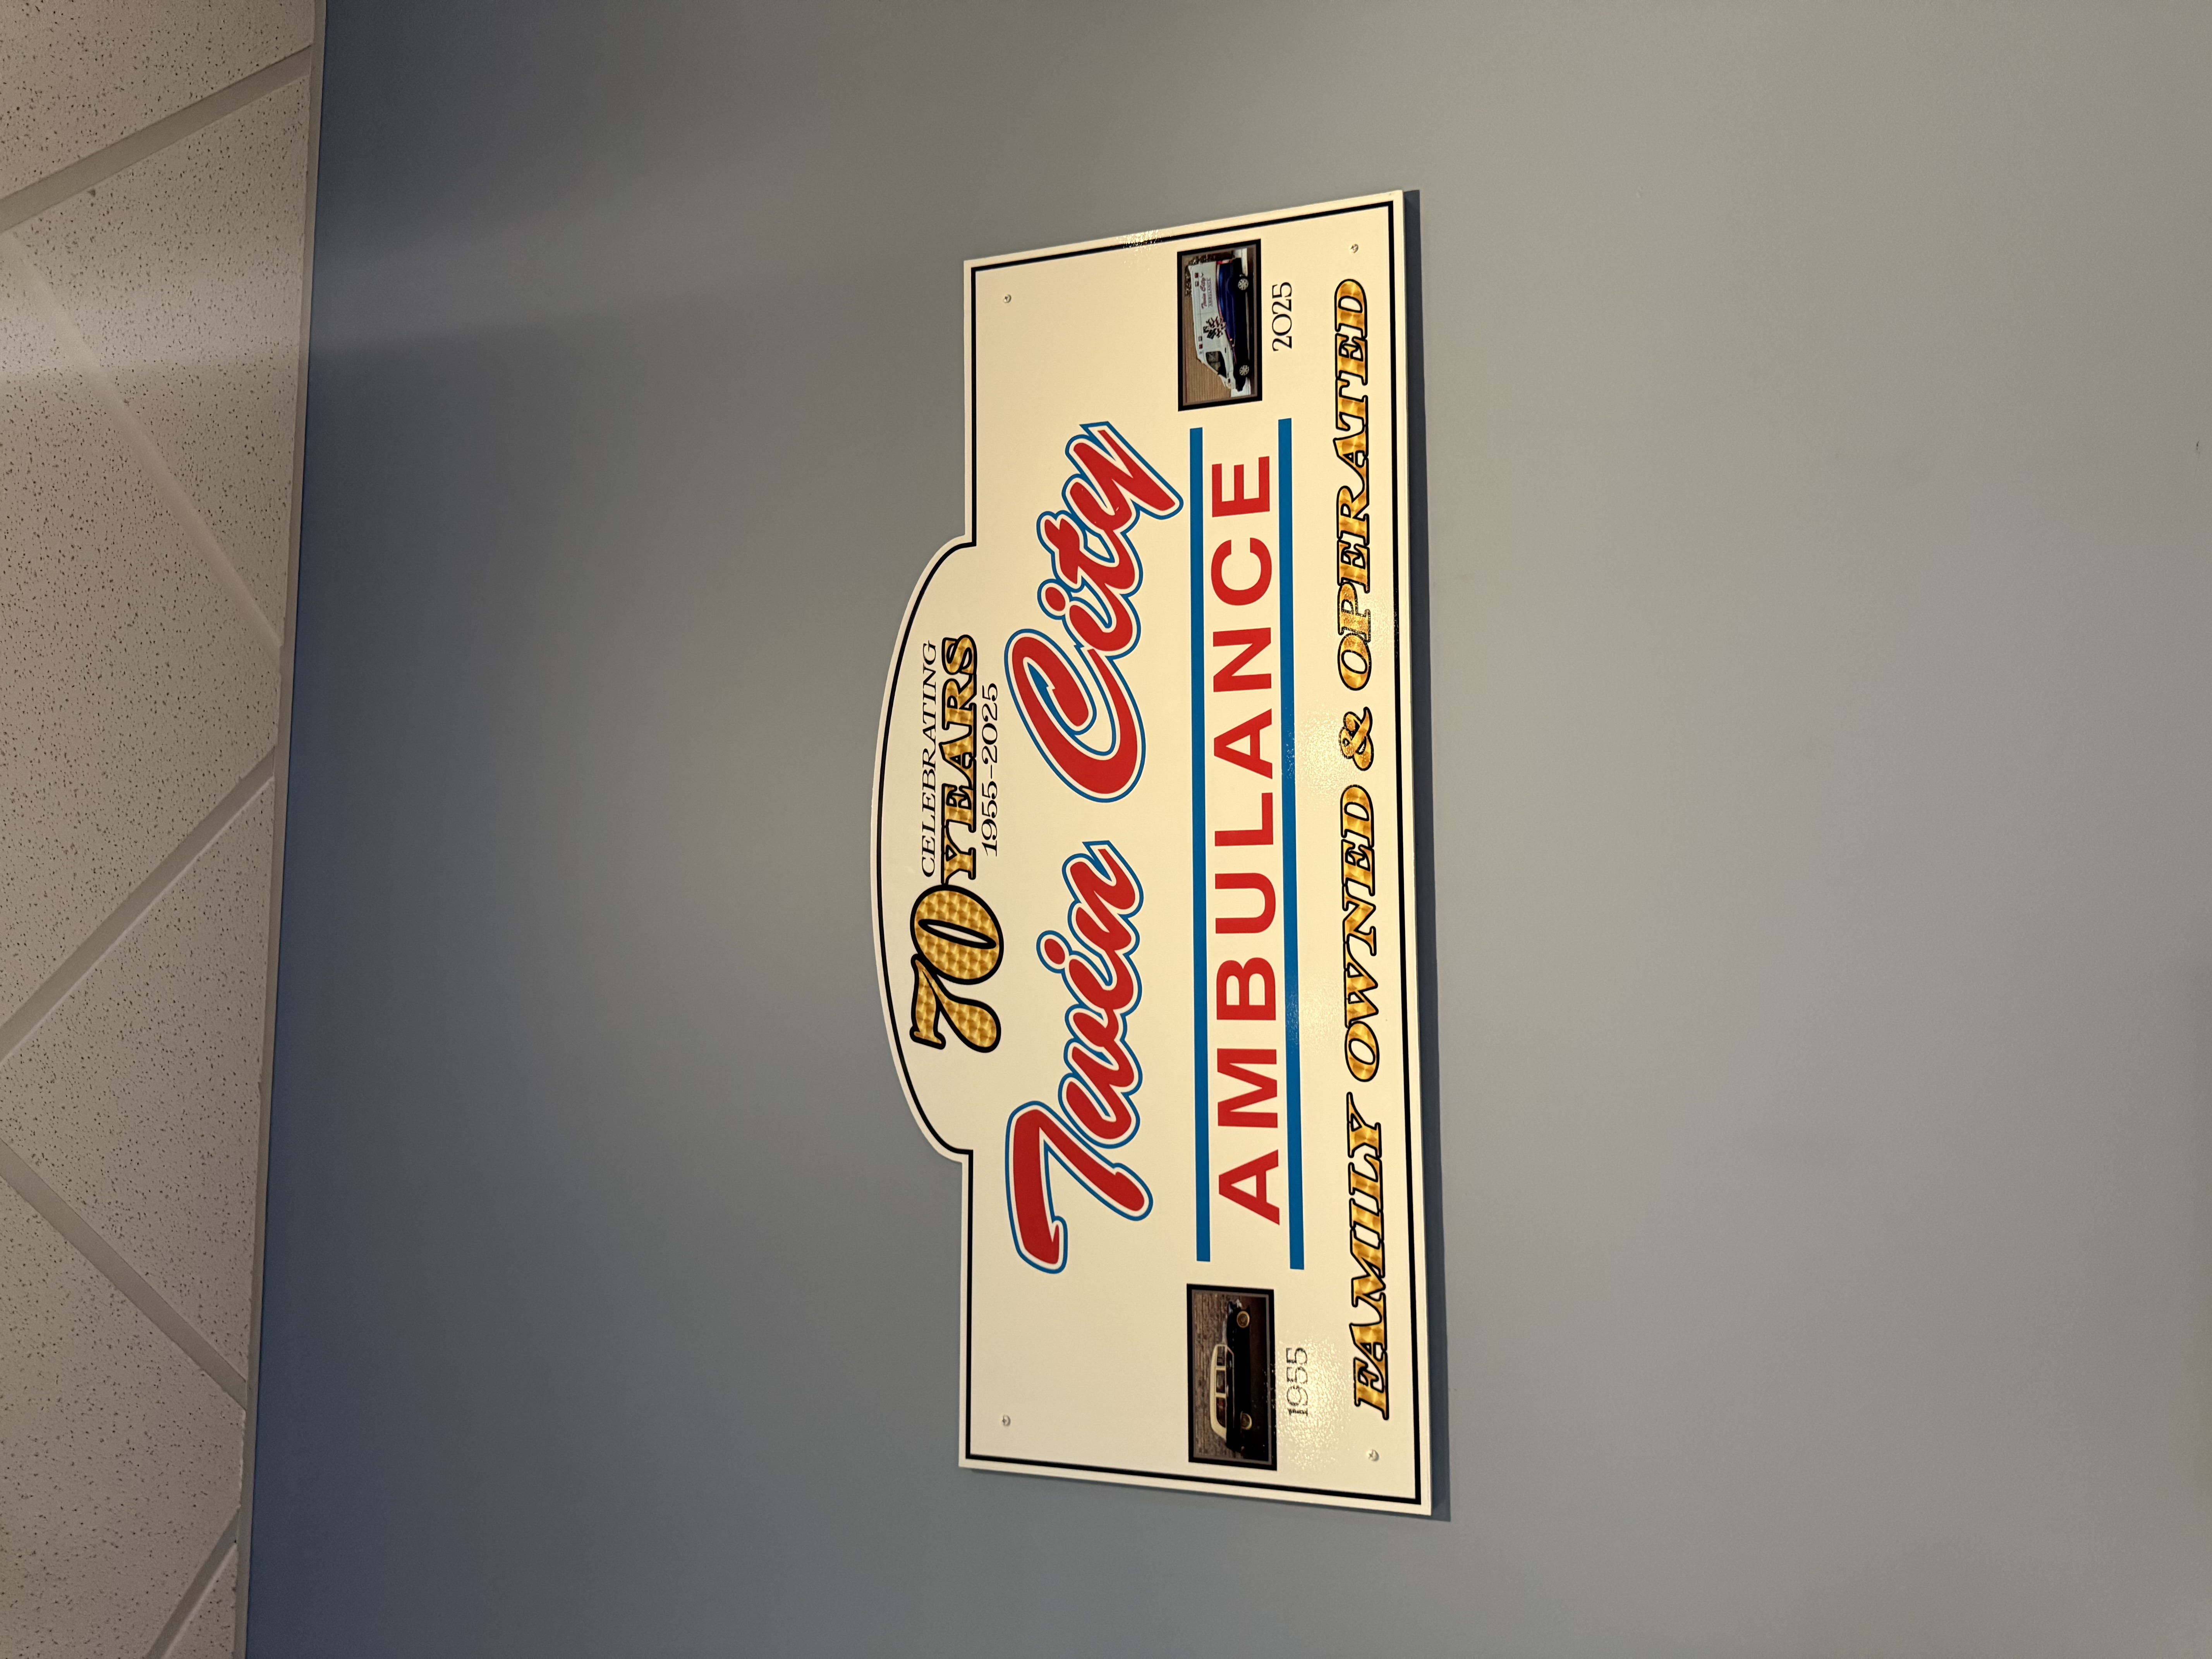 CELEBRATING
70 YEARS
1955-2025
Twin City
AMBULANCE
1955
2025
FAMILY OWNED & OPERATED